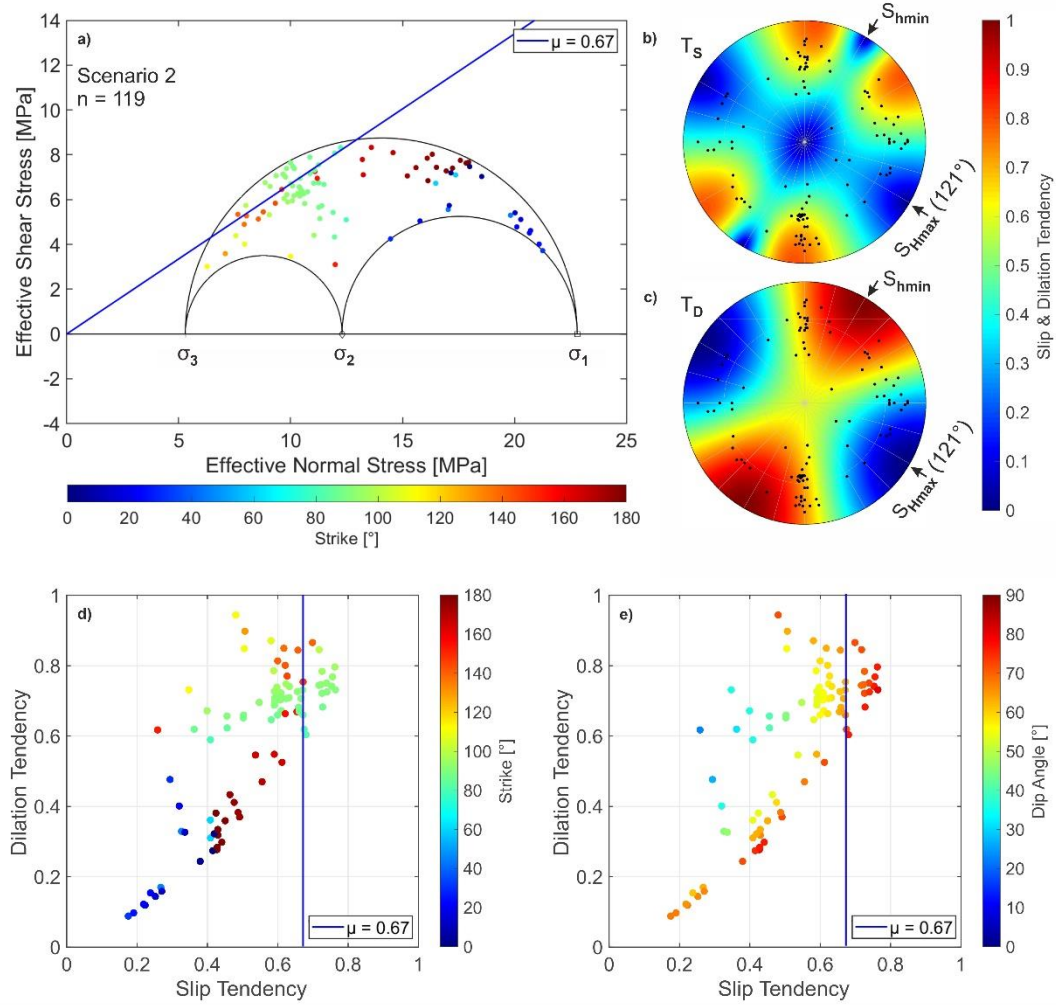 a)
μ = 0.67
Scenario 2
n = 119
Effective Shear Stress [MPa]
14
12
10
8
6
4
2
0
-2
-4
σ3
σ2
σ1
0
5
10
15
20
25
Effective Normal Stress [MPa]
0
20
40
60
80
100
120
140
160
180
Strike [°]
b)
TS
Shmin
SHmax (121°)
c)
TD
Shmin
SHmax (121°)
1
0.9
0.8
0.7
0.6
0.5
0.4
0.3
0.2
0.1
0
Slip & Dilation Tendency
d)
Dilation Tendency
1
0.8
0.6
0.4
0.2
0
μ = 0.67
0
0.2
0.4
0.6
0.8
1
Slip Tendency
180
160
140
120
100
80
60
40
20
0
Strike [°]
e)
Dilation Tendency
1
0.8
0.6
0.4
0.2
0
μ = 0.67
0
0.2
0.4
0.6
0.8
1
Slip Tendency
90
80
70
60
50
40
30
20
10
0
Dip Angle [°]